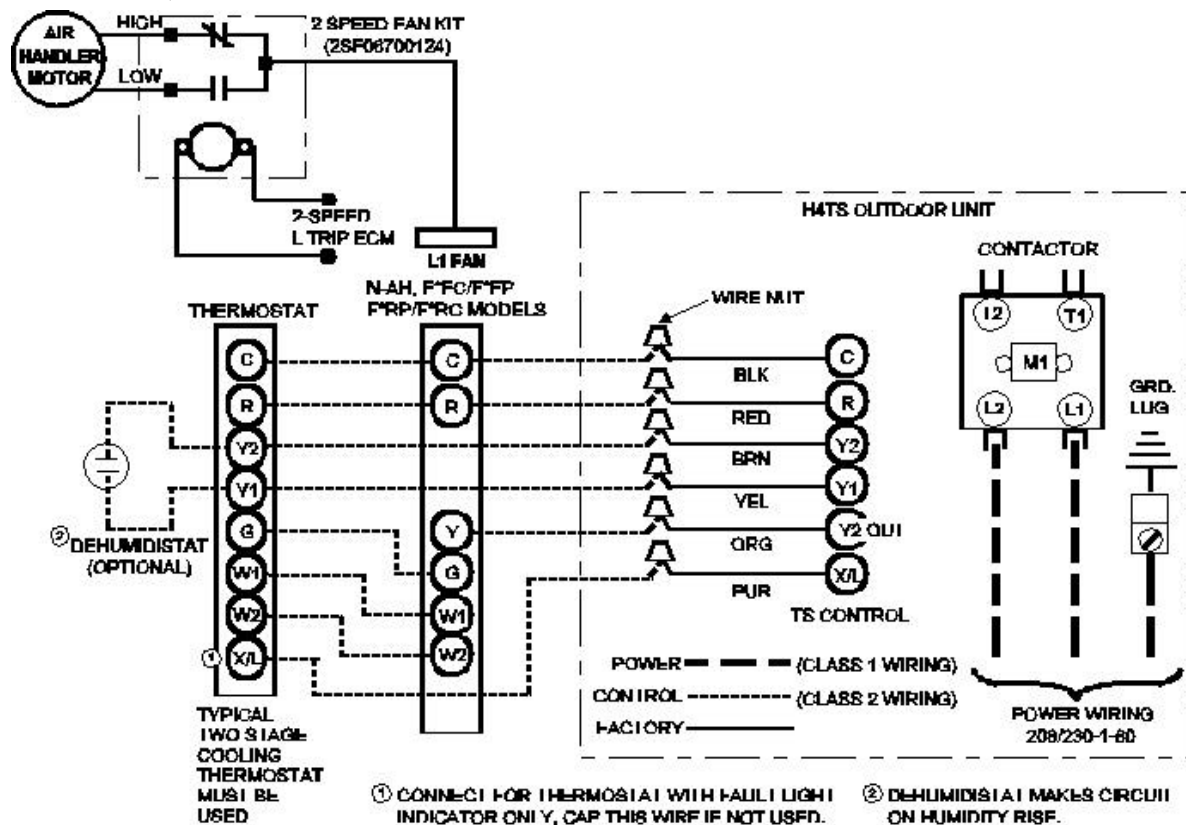 AIR
HANDLER
MOTOR
HIGH
LOW
2 SPEED FAN KIT
(2SF06700124)
2-SPEED
L TRIP ECM
L1 FAN
N-AH, F*FC/F*FP
F*RP/F*RC MODELS
THERMOSTAT
C
R
Y2
Y1
G
W1
W2
① X/L
② DEHUMIDISTAT
(OPTIONAL)
TYPICAL
TWO STAGE
COOLING
THERMOSTAT
MUST BE
USED
C
R
Y
G
W1
W2
H4TS OUTDOOR UNIT
WIRE NUT
BLK
RED
BRN
YEL
ORG
PUR
C
R
Y2
Y1
Y2 OUT
X/L
TS CONTROL
CONTACTOR
T2
T1
M1
L2
L1
GRD.
LUG
POWER (CLASS 1 WIRING)
CONTROL (CLASS 2 WIRING)
FACTORY
POWER WIRING
208/230-1-60
① CONNECT FOR THERMOSTAT WITH FAULT LIGHT
INDICATOR ONLY, CAP THIS WIRE IF NOT USED.
② DEHUMIDISTAT MAKES CIRCUIT
ON HUMIDITY RISE.